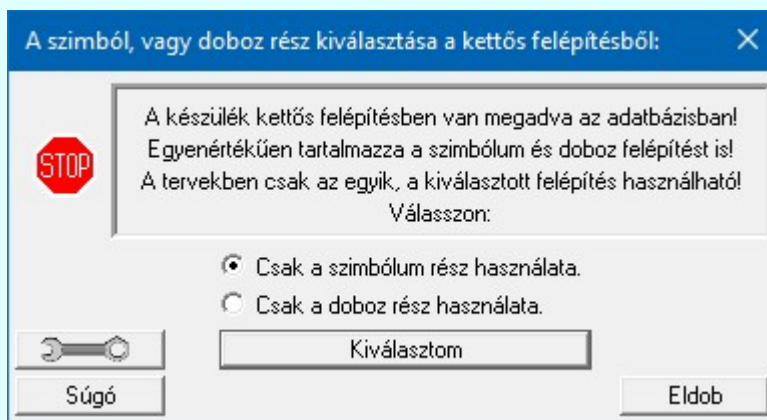 A szimból, vagy doboz rész kiválasztása a kettős felépítésből:
A készülék kettős felépítésben van megadva az adatbázisban!
STOP
Egyenértékűen tartalmazza a szimbólum és doboz felépítést is!
A tervekben csak az egyik, a kiválasztott felépítés használható!
Válasszon:
Csak a szimbólum rész használata.
Csak a doboz rész használata.
Kiválasztom
Súgó
Eldob